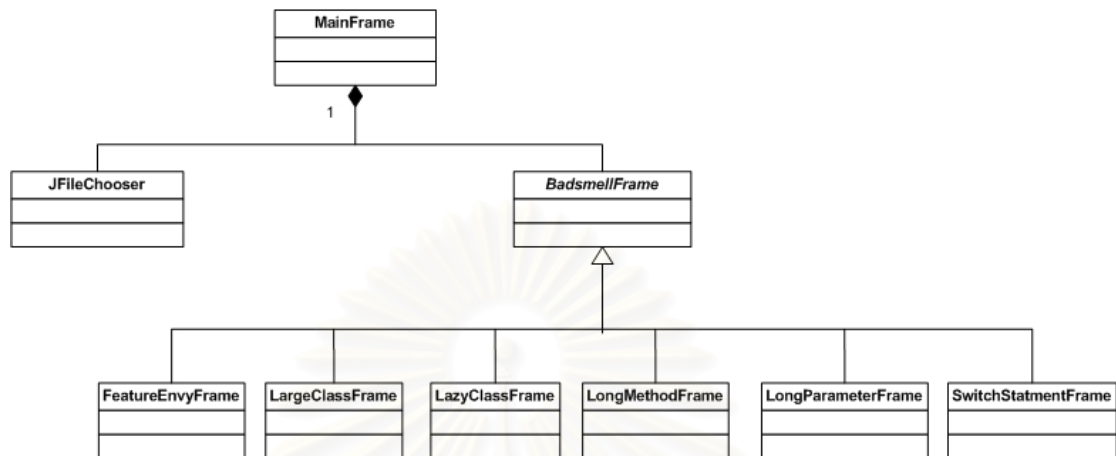 MainFrame
1
JFileChooser
BadsmellFrame
FeatureEnvyFrame
LargeClassFrame
LazyClassFrame
LongMethodFrame
LongParameterFrame
SwitchStatmentFrame